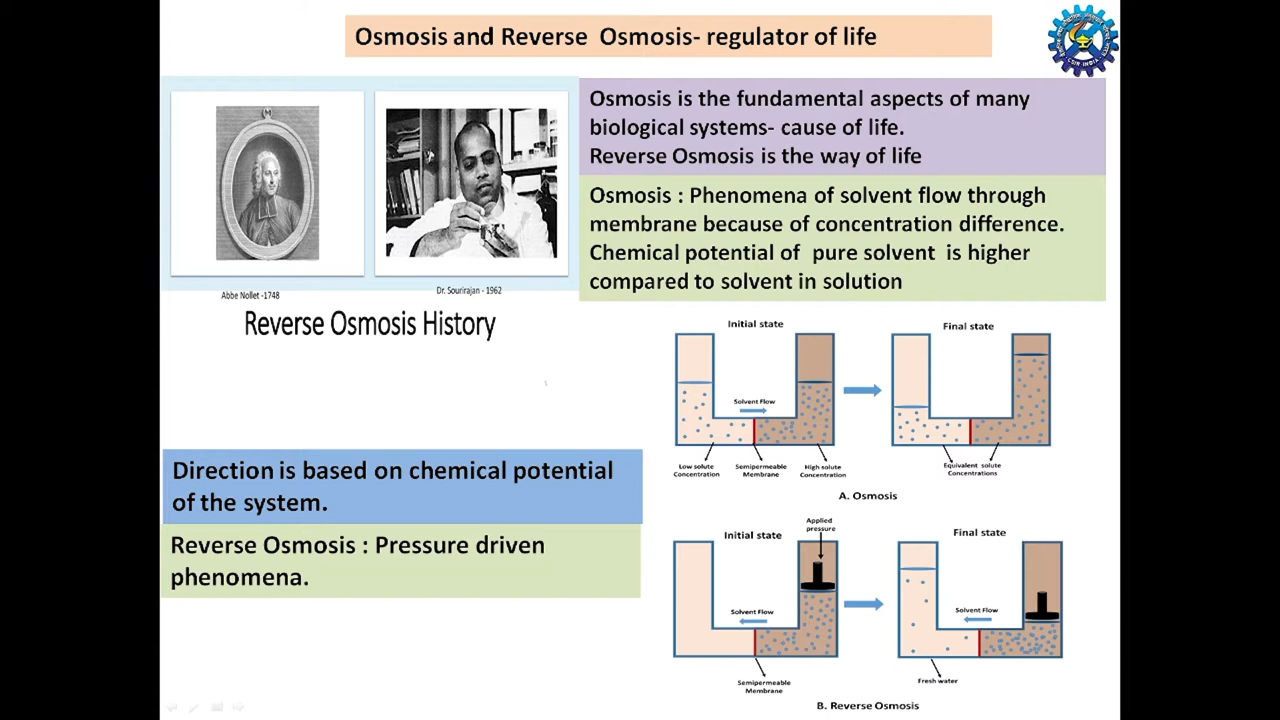 Osmosis and Reverse Osmosis- regulator of life
CSIR-INDIA
Osmosis is the fundamental aspects of many
biological systems- cause of life.
Reverse Osmosis is the way of life
Osmosis : Phenomena of solvent flow through
membrane because of concentration difference.
Chemical potential of pure solvent is higher
compared to solvent in solution
Abbe Nollet -1748
Dr. Sourirajan - 1962
Reverse Osmosis History
Direction is based on chemical potential
of the system.
Reverse Osmosis : Pressure driven
phenomena.
Initial state
Final state
Solvent Flow
Low solute
Concentration
Semipermeable
Membrane
High solute
Concentration
Equivalent solute
Concentrations
A. Osmosis
Applied
pressure
Initial state
Final state
Solvent Flow
Solvent Flow
Semipermeable
Membrane
Fresh water
B. Reverse Osmosis